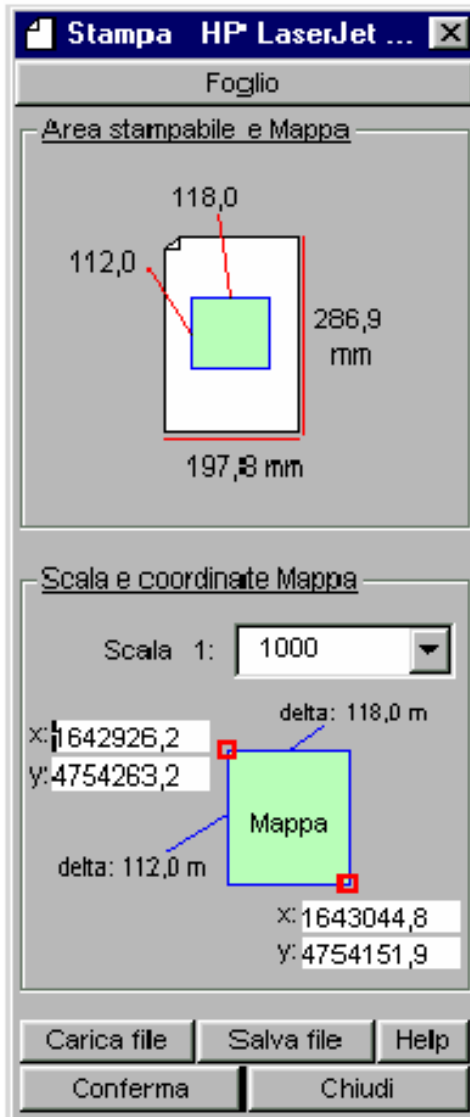 Stampa HP LaserJet ...
Foglio
Area stampabile e Mappa
118,0
112,0
286,9
mm
197,8 mm
Scala e coordinate Mappa
Scala 1: 1000
delta: 118,0 m
x: 1642926,2
y: 4754263,2
Mappa
delta: 112,0 m
x: 1643044,8
y: 4754151,9
Carica file Salva file Help
Conferma Chiudi